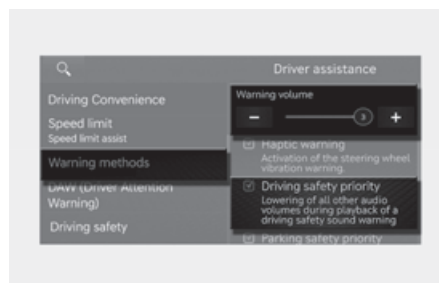 Driver assistance
Driving Convenience
Speed limit
Speed limit assist
Warning methods
DAW (Driver Attention
Warning)
Driving safety
Warning volume
3
Haptic warning
Activation of the steering wheel
vibration warning.
Driving safety priority
Lowering of all other audio
volumes during playback of a
driving safety sound warning
Parking safety priority